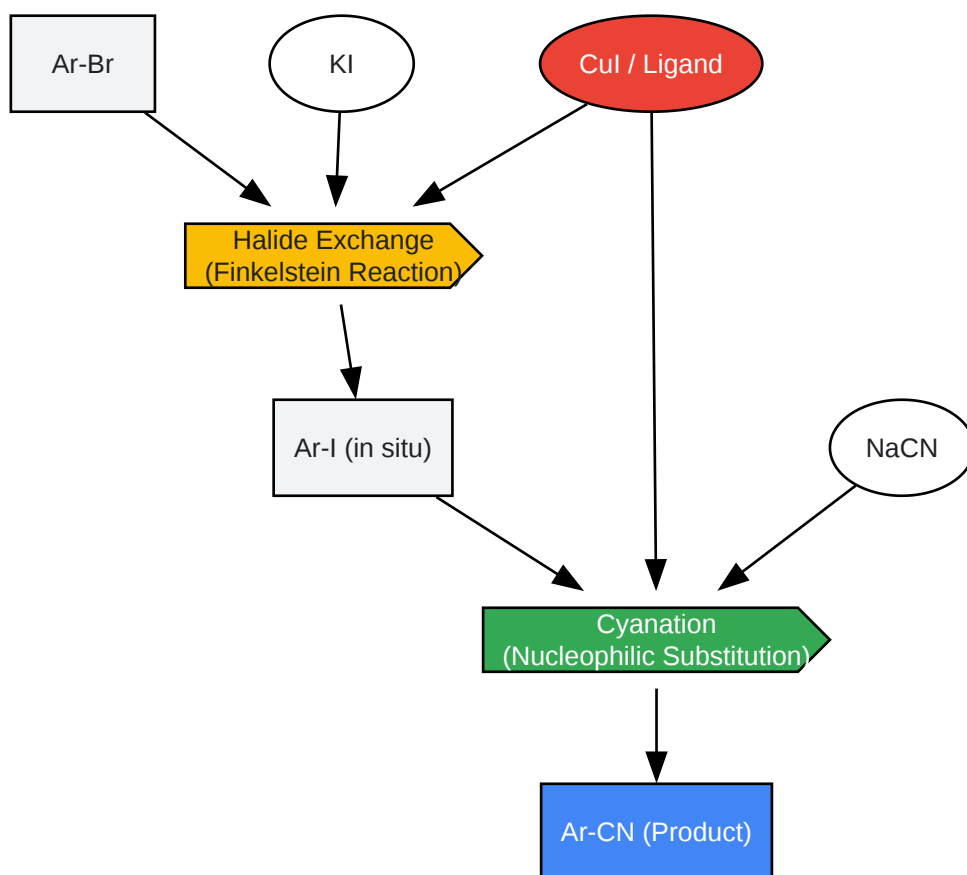 Ar-Br
KI
CuI / Ligand
Halide Exchange
(Finkelstein Reaction)
Ar-I (in situ)
NaCN
Cyanation
(Nucleophilic Substitution)
Ar-CN (Product)